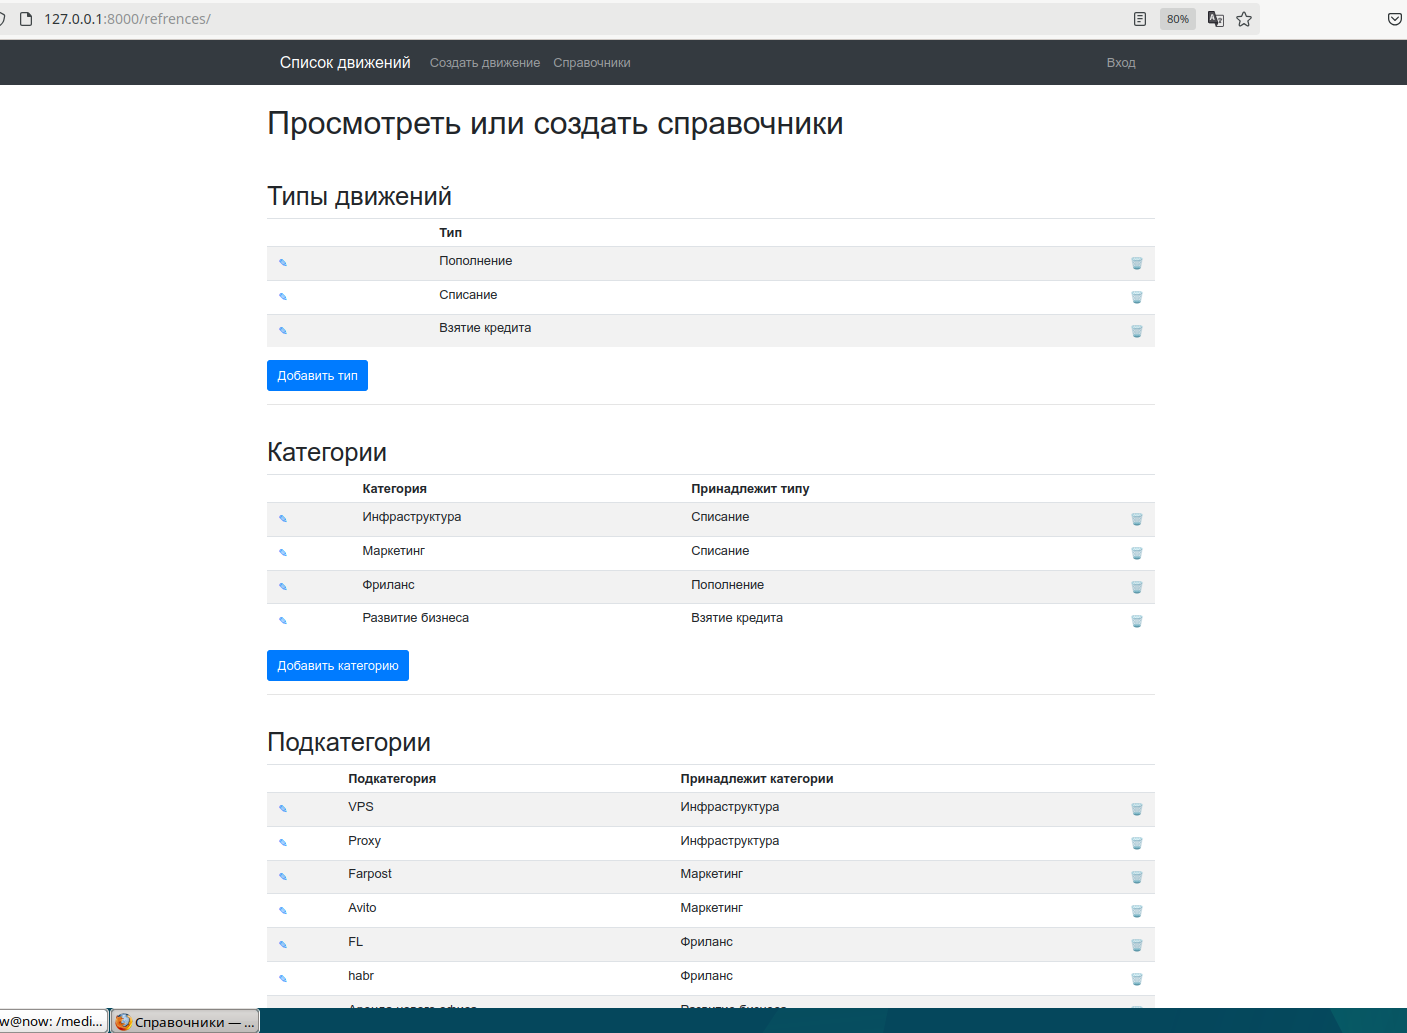 127.0.0.1:8000/refrences/
80%
Список движений Создать движение Справочники Вход
Просмотреть или создать справочники
Типы движений
Тип
Пополнение
Списание
Взятие кредита
Добавить тип
Категории
Категория Принадлежит типу
Инфраструктура Списание
Маркетинг Списание
Фриланс Пополнение
Развитие бизнеса Взятие кредита
Добавить категорию
Подкатегории
Подкатегория Принадлежит категории
VPS Инфраструктура
Proxy Инфраструктура
Farpost Маркетинг
Avito Маркетинг
FL Фриланс
habr Фриланс
w@now: /medi... Справочники — ...